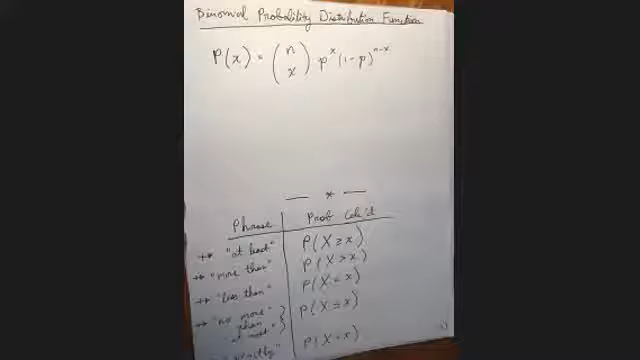 Binomial Probability Distribution Function
P(x) = (n x) p^x (1-p)^(n-x)
— * —
Phrase | Prob Calc'd
** "at least" | P(X ≥ x)
** "more than" | P(X > x)
** "less than" | P(X < x)
** "no more than" | P(X ≤ x)
"at most"
"exactly" | P(X = x)